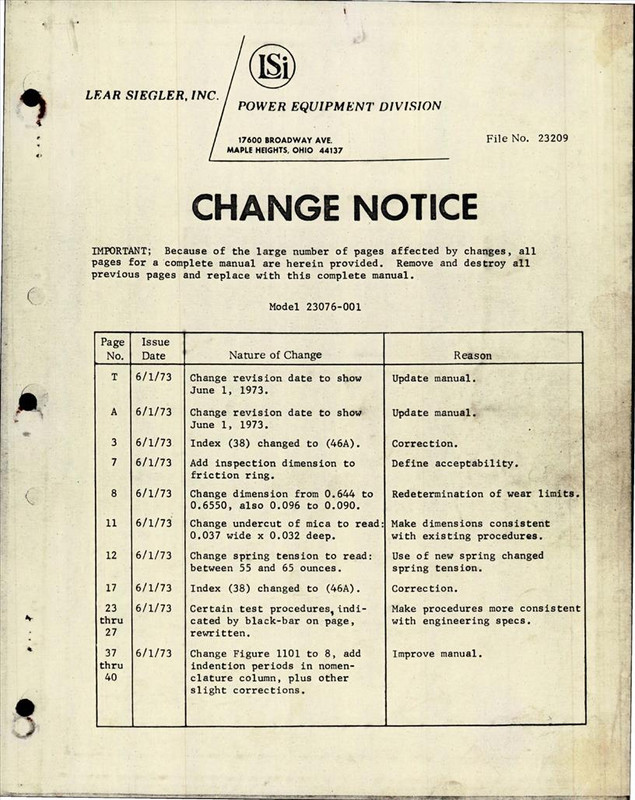 LSi
LEAR SIEGLER, INC.
POWER EQUIPMENT DIVISION
17600 BROADWAY AVE.
MAPLE HEIGHTS, OHIO 44137
File No. 23209
CHANGE NOTICE
IMPORTANT; Because of the large number of pages affected by changes, all
pages for a complete manual are herein provided. Remove and destroy all
previous pages and replace with this complete manual.
Model 23076-001
Page No. Issue Date Nature of Change Reason
T 6/1/73 Change revision date to show Update manual.
June 1, 1973.
A 6/1/73 Change revision date to show Update manual.
June 1, 1973.
3 6/1/73 Index (38) changed to (46A). Correction.
7 6/1/73 Add inspection dimension to Define acceptability.
friction ring.
8 6/1/73 Change dimension from 0.644 to Redetermination of wear limits.
0.6550, also 0.096 to 0.090.
11 6/1/73 Change undercut of mica to read: Make dimensions consistent
0.037 wide x 0.032 deep. with existing procedures.
12 6/1/73 Change spring tension to read: Use of new spring changed
between 55 and 65 ounces. spring tension.
17 6/1/73 Index (38) changed to (46A). Correction.
23 6/1/73 Certain test procedures, indi- Make procedures more consistent
thru cated by black-bar on page, with engineering specs.
27 rewritten.
37 6/1/73 Change Figure 1101 to 8, add Improve manual.
thru indention periods in nomen-
40 clature column, plus other
slight corrections.